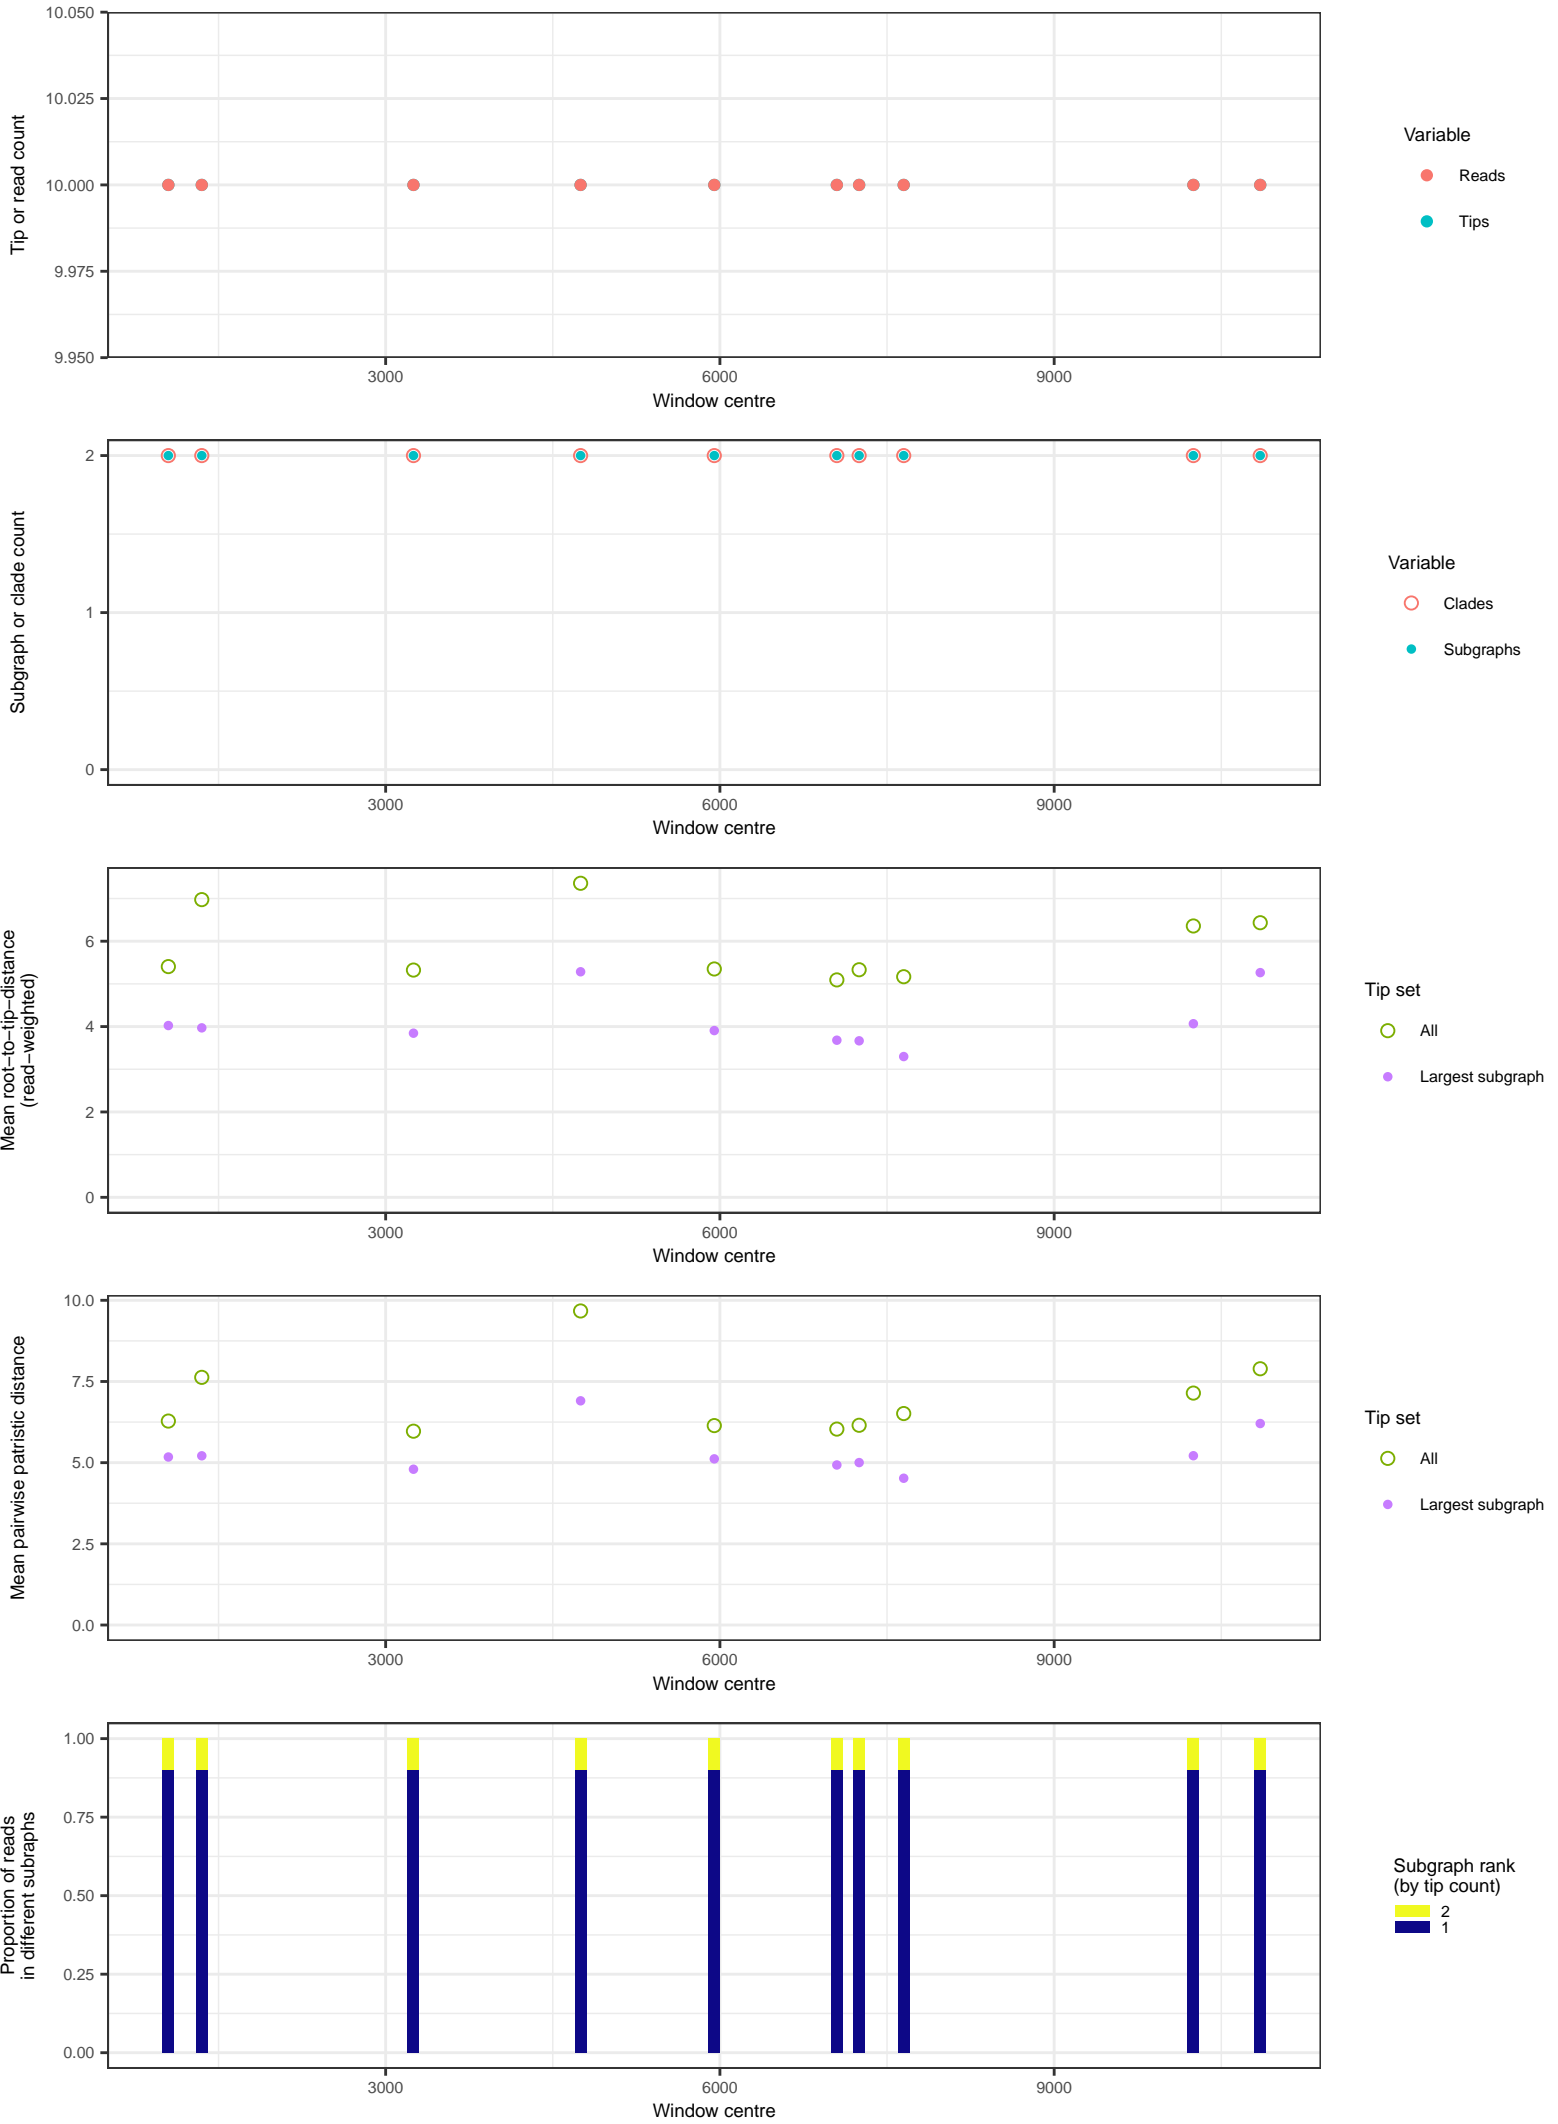 10.050
10.025
10.000
9.975
9.950
Tip or read count
3000 6000 9000
Window centre
Variable
Reads
Tips
2
1
0
Subgraph or clade count
3000 6000 9000
Window centre
Variable
Clades
Subgraphs
6
4
2
0
Mean root−to−tip−distance
(read−weighted)
3000 6000 9000
Window centre
Tip set
All
Largest subgraph
10.0
7.5
5.0
2.5
0.0
Mean pairwise patristic distance
3000 6000 9000
Window centre
Tip set
All
Largest subgraph
1.00
0.75
0.50
0.25
0.00
Proportion of reads
in different subraphs
3000 6000 9000
Window centre
Subgraph rank
(by tip count)
2
1